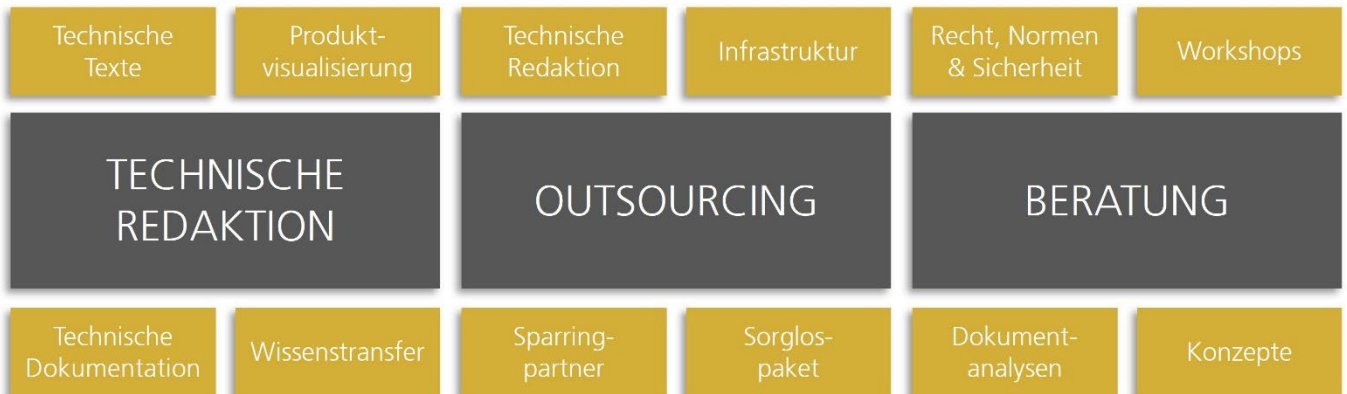 Technische
Texte
Produkt-
visualisierung
Technische
Redaktion
Infrastruktur
Recht, Normen
& Sicherheit
Workshops
TECHNISCHE
REDAKTION
OUTSOURCING
BERATUNG
Technische
Dokumentation
Wissenstransfer
Sparring-
partner
Sorglos-
paket
Dokument-
analysen
Konzepte